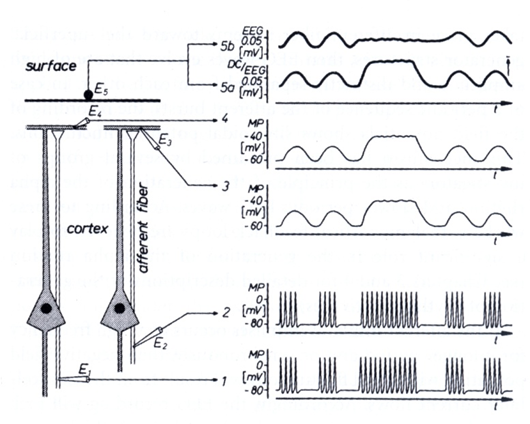 EEG
0.05
[mV]
DC/EEG
0.05
[mV]
t
5b
5a
surface
E5
E4
4
E3
3
cortex
afferent fiber
2
E2
E1
1
MP
-40
[mV]
-60
t
MP
-40
[mV]
-60
t
MP
0
[mV]
-80
t
MP
0
[mV]
-80
t